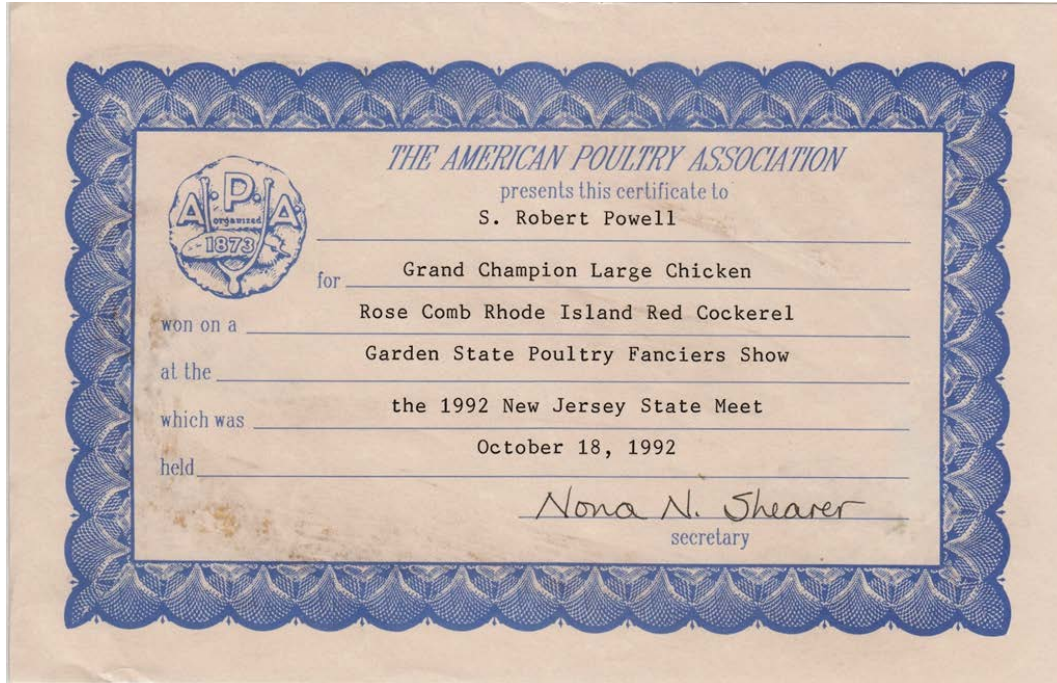 THE AMERICAN POULTRY ASSOCIATION
presents this certificate to
S. Robert Powell
A.P.A
organized
1873
for Grand Champion Large Chicken
won on a Rose Comb Rhode Island Red Cockerel
at the Garden State Poultry Fanciers Show
which was the 1992 New Jersey State Meet
held October 18, 1992
Nona N. Shearer
secretary